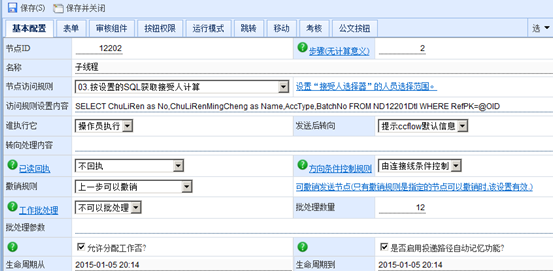 保存(S) 保存并关闭
基本配置 表单 审核组件 按钮权限 运行模式 跳转 移动 考核 公文按钮 选
节点ID 12202 步骤(无计算意义) 2
名称 子线程
节点访问规则 03.按设置的SQL获取接受人计算 设置“接受人选择器”的人员选择范围。
访问规则设置内容 SELECT ChuLiRen as No,ChuLiRenMingCheng as Name,AccType,BatchNo FROM ND12201Dtl WHERE RefPK=@OID
谁执行它 操作员执行 发送后转向 提示ccflow默认信息
转向处理内容
已读回执 不回执 方向条件控制规则 由连接线条件控制
撤销规则 上一步可以撤销 可撤销发送节点(只有撤销规则是指定的节点可以撤销时,该设置有效.)
工作批处理 不可以批处理 批处理数量 12
批处理参数
允许分配工作否? 是否启用投递路径自动记忆功能?
生命周期从 2015-01-05 20:14 生命周期到 2015-01-05 20:14